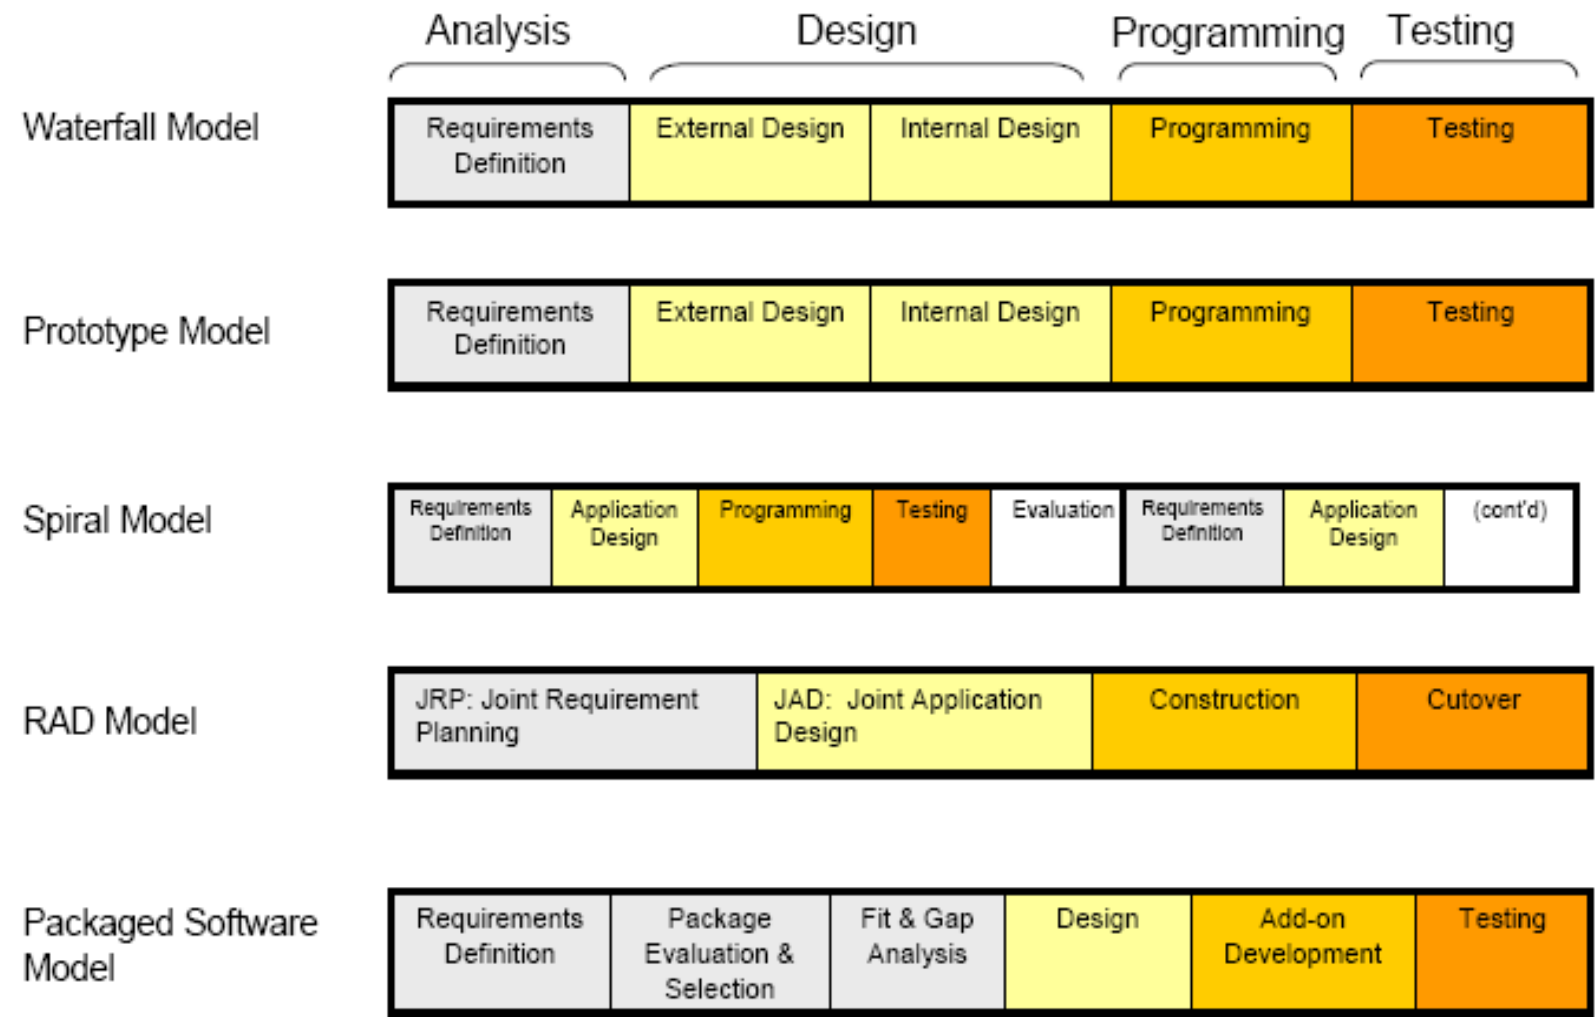 Analysis Design Programming Testing
Waterfall Model
Requirements Definition
External Design
Internal Design
Programming
Testing
Prototype Model
Requirements Definition
External Design
Internal Design
Programming
Testing
Spiral Model
Requirements Definition
Application Design
Programming
Testing
Evaluation
Requirements Definition
Application Design
(cont'd)
RAD Model
JRP: Joint Requirement Planning
JAD: Joint Application Design
Construction
Cutover
Packaged Software Model
Requirements Definition
Package Evaluation & Selection
Fit & Gap Analysis
Design
Add-on Development
Testing